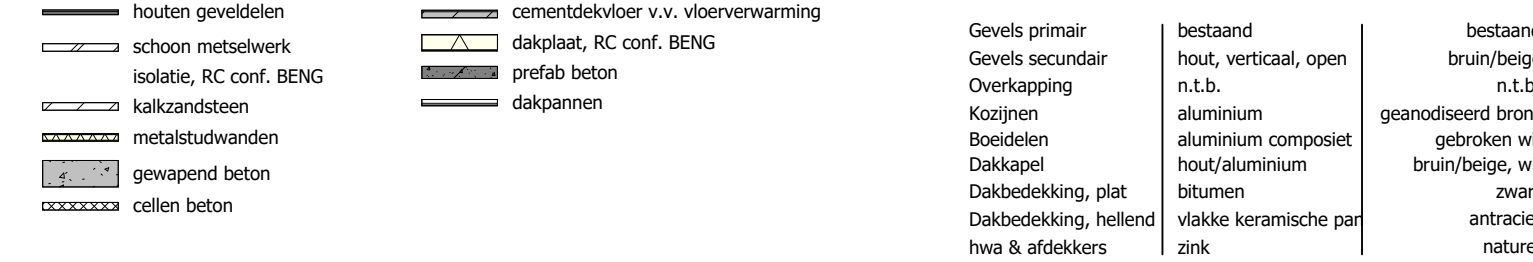 houten geveldelen
schoon metselwerk
isolatie, RC conf. BENG
kalkzandsteen
metalstudwanden
gewapend beton
cellen beton
cementdekvloer v.v. vloerverwarming
dakplaat, RC conf. BENG
prefab beton
dakpannen
Gevels primair bestaand bestaand
Gevels secundair hout, verticaal, open bruin/beige
Overkapping n.t.b. n.t.b
Kozijnen aluminium geanodiseerd bron
Boeidelen aluminium composiet gebroken wi
Dakkapel hout/aluminium bruin/beige, w
Dakbedekking, plat bitumen zwar
Dakbedekking, hellend vlakke keramische pan antracie
hwa & afdekkers zink nature